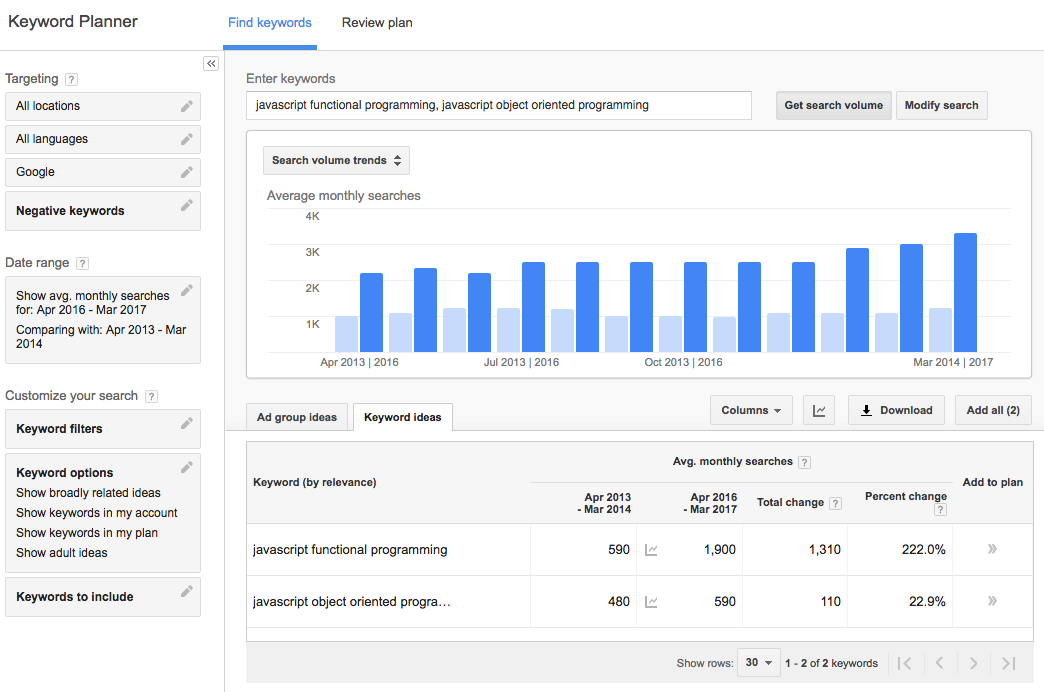 Keyword Planner
Find keywords
Review plan
«
Targeting ?
All locations
All languages
Google
Negative keywords
Date range ?
Show avg. monthly searches
for: Apr 2016 - Mar 2017
Comparing with: Apr 2013 - Mar
2014
Customize your search ?
Keyword filters
Keyword options
Show broadly related ideas
Show keywords in my account
Show keywords in my plan
Show adult ideas
Keywords to include
Enter keywords
javascript functional programming, javascript object oriented programming
Get search volume
Modify search
Search volume trends
Average monthly searches
4K
3K
2K
1K
Apr 2013 | 2016
Jul 2013 | 2016
Oct 2013 | 2016
Mar 2014 | 2017
Ad group ideas
Keyword ideas
Columns
Download
Add all (2)
Keyword (by relevance)
Avg. monthly searches ?
Apr 2013
- Mar 2014
Apr 2016
- Mar 2017
Total change ?
Percent change
?
Add to plan
javascript functional programming 590 1,900 1,310 222.0% »
javascript object oriented progra… 480 590 110 22.9% »
Show rows: 30 1 - 2 of 2 keywords